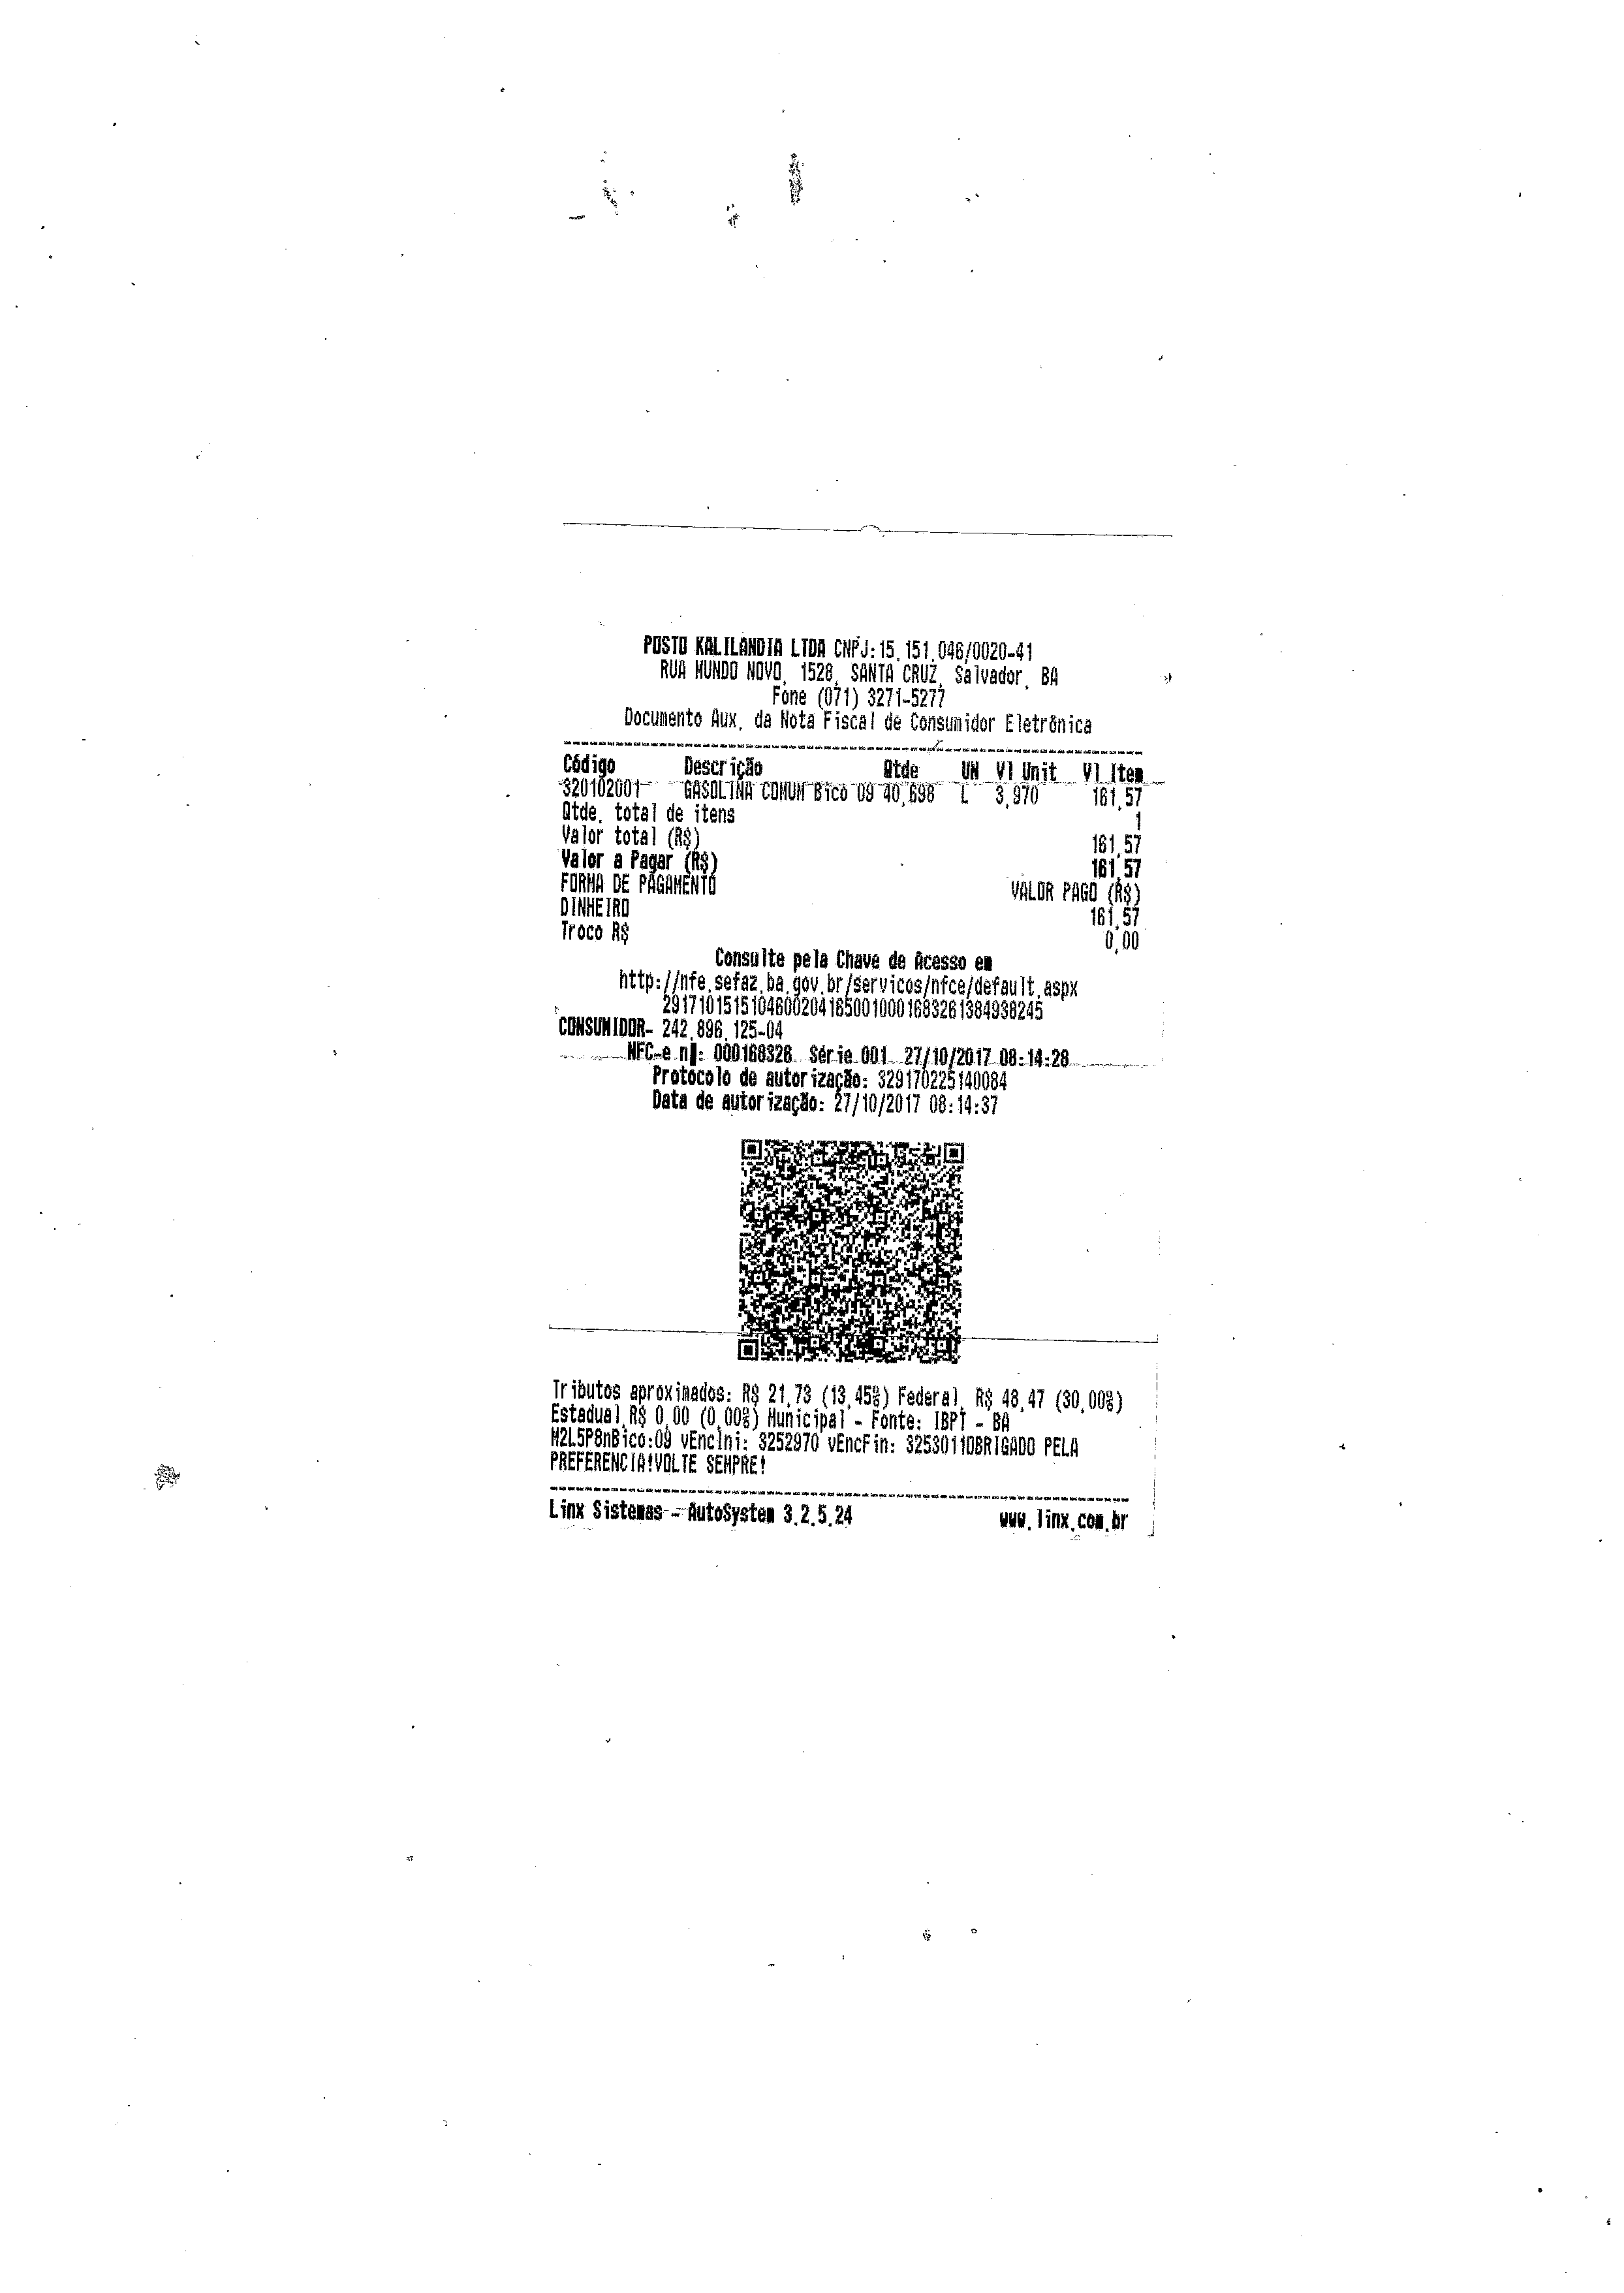 POSTO KALILANDIA LTDA CNPJ: 15.151.046/0020-41
RUA MUNDO NOVO, 1528, SANTA CRUZ, Salvador, BA
Fone (071) 3271-5277
Documento Aux. da Nota Fiscal de Consumidor Eletrônica
Código Descrição Qtde UN Vl Unit Vl Item
320102001 GASOLINA COMUM Bico 09 40,698 L 3,970 161,57
Qtde. total de itens 1
Valor total (R$) 161,57
Valor a Pagar (R$) 161,57
FORMA DE PAGAMENTO VALOR PAGO (R$)
DINHEIRO 161,57
Troco R$ 0,00
Consulte pela Chave de Acesso em
http://nfe.sefaz.ba.gov.br/servicos/nfce/default.aspx
29171015151046002041650010001683261384938245
CONSUMIDOR- 242.896.125-04
NFC-e nº: 000168326 Série 001 27/10/2017 08:14:28
Protocolo de autorização: 329170225140084
Data de autorização: 27/10/2017 08:14:37
Tributos aproximados: R$ 21,73 (13,45%) Federal, R$ 48,47 (30,00%)
Estadual, R$ 0,00 (0,00%) Municipal - Fonte: IBPT - BA
Bico:09 vEncIni: 3252970 vEncFin: 3253011OBRIGADO PELA
PREFERENCIA!VOLTE SEMPRE!
Linx Sistemas - AutoSystem 3.2.5.24 www.linx.com.br